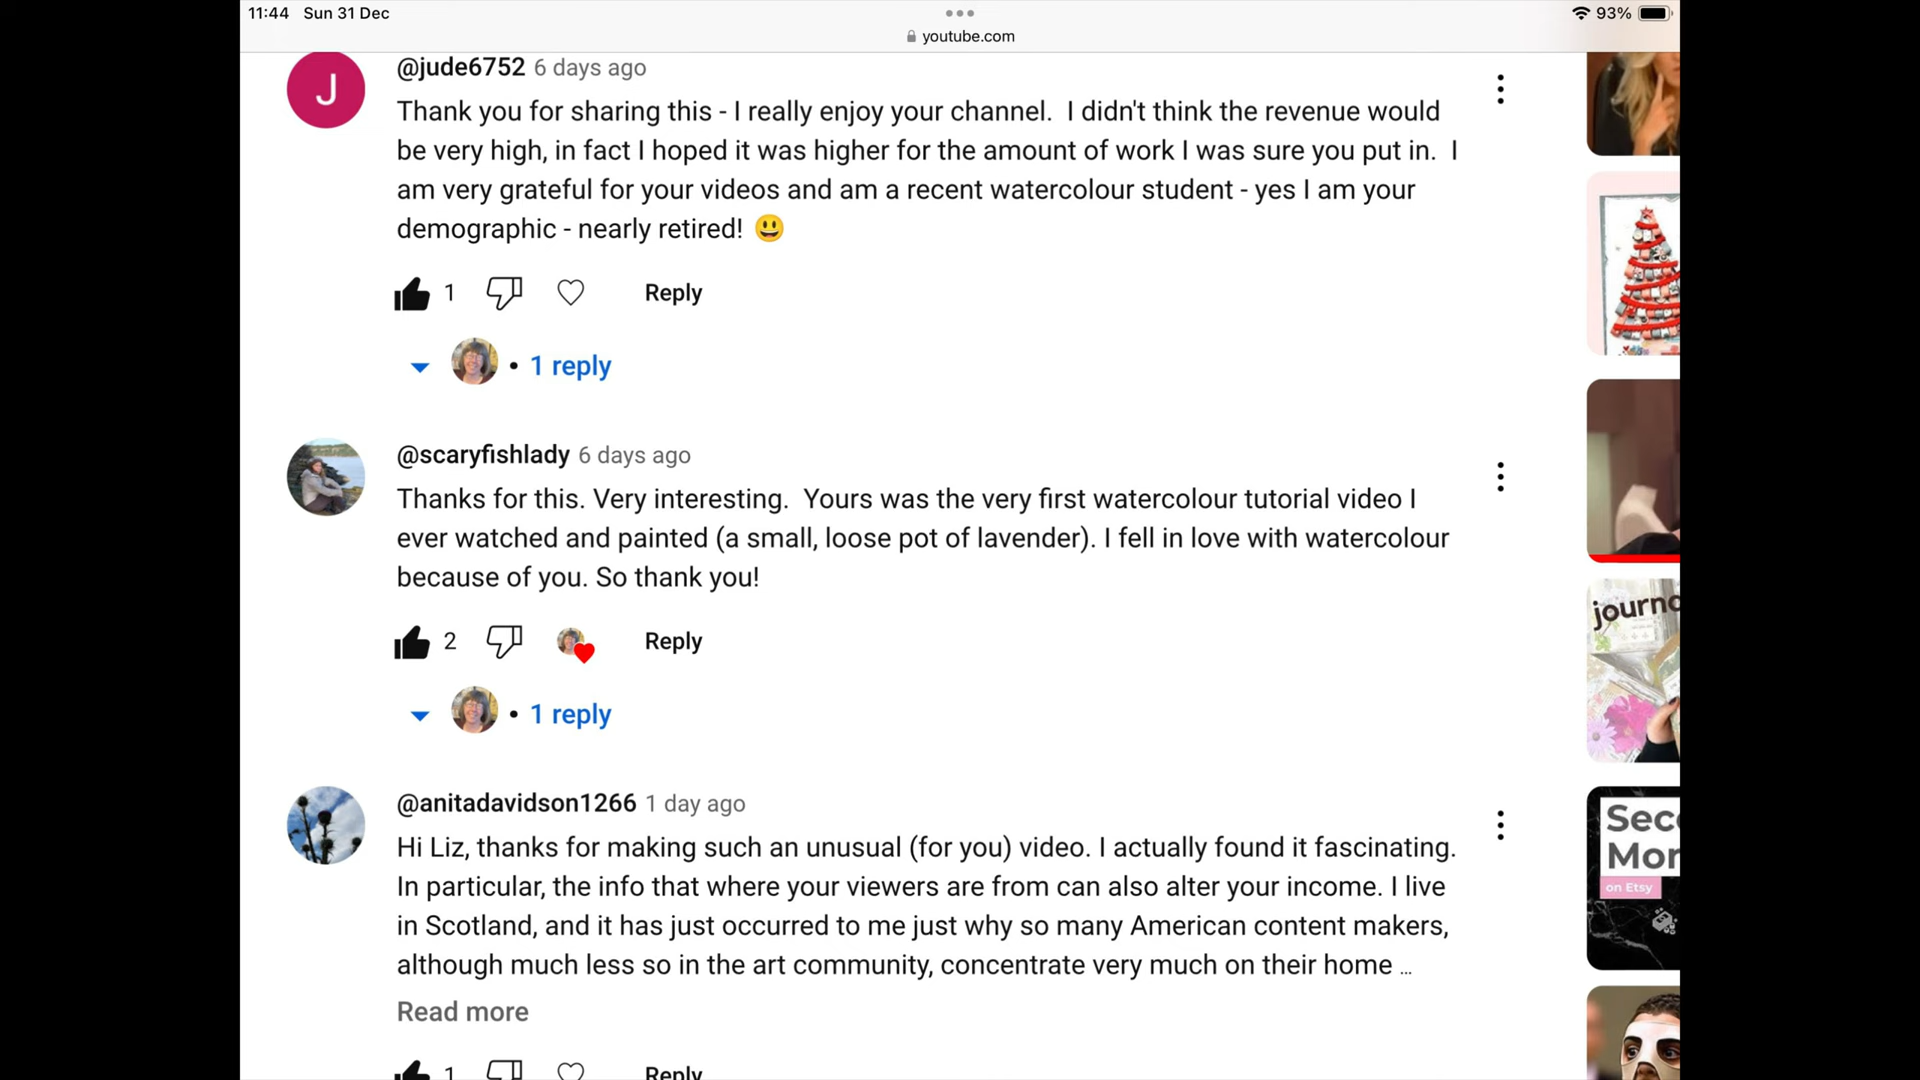 11:44 Sun 31 Dec
93%
youtube.com
J
@jude6752 6 days ago
Thank you for sharing this - I really enjoy your channel. I didn't think the revenue would
be very high, in fact I hoped it was higher for the amount of work I was sure you put in. I
am very grateful for your videos and am a recent watercolour student - yes I am your
demographic - nearly retired! 😃
1 Reply
• 1 reply
@scaryfishlady 6 days ago
Thanks for this. Very interesting. Yours was the very first watercolour tutorial video I
ever watched and painted (a small, loose pot of lavender). I fell in love with watercolour
because of you. So thank you!
2 Reply
• 1 reply
@anitadavidson1266 1 day ago
Hi Liz, thanks for making such an unusual (for you) video. I actually found it fascinating.
In particular, the info that where your viewers are from can also alter your income. I live
in Scotland, and it has just occurred to me just why so many American content makers,
although much less so in the art community, concentrate very much on their home ...
Read more
1 Reply
journo
Seco
Mor
on Etsy